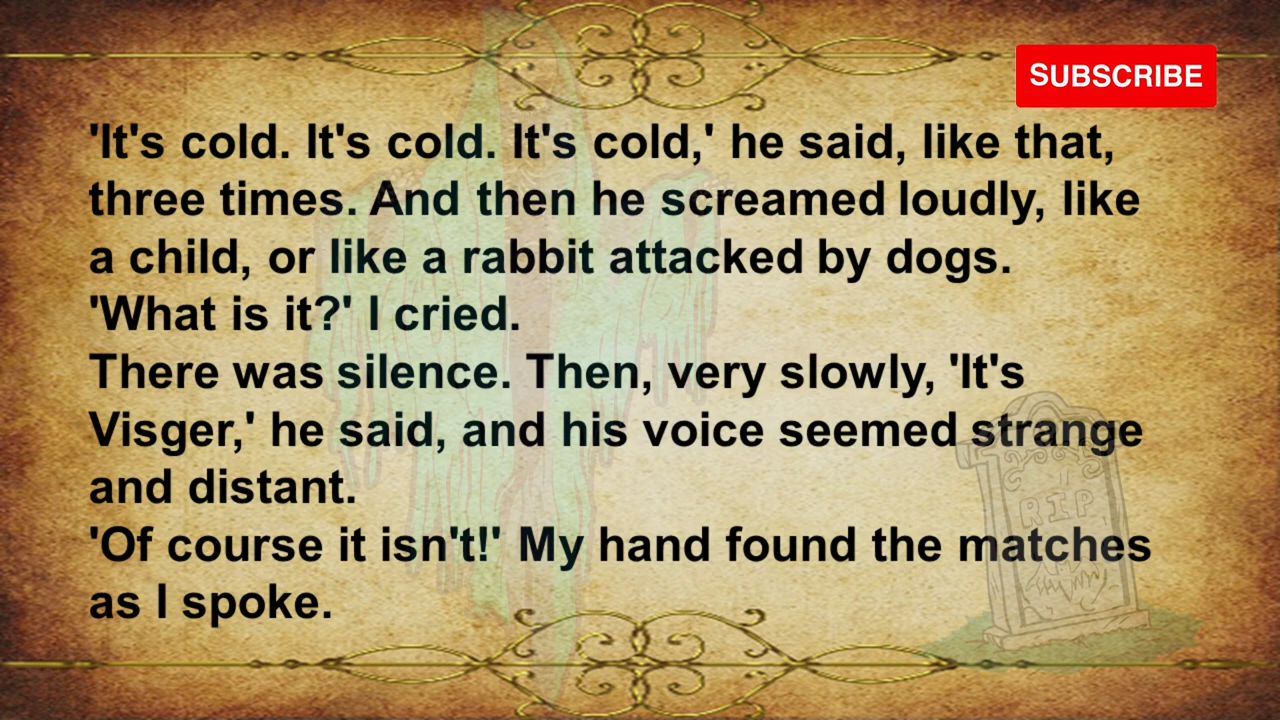 SUBSCRIBE
'It's cold. It's cold. It's cold,' he said, like that,
three times. And then he screamed loudly, like
a child, or like a rabbit attacked by dogs.
'What is it?' I cried.
There was silence. Then, very slowly, 'It's
Visger,' he said, and his voice seemed strange
and distant.
'Of course it isn't!' My hand found the matches
as I spoke.
RIP